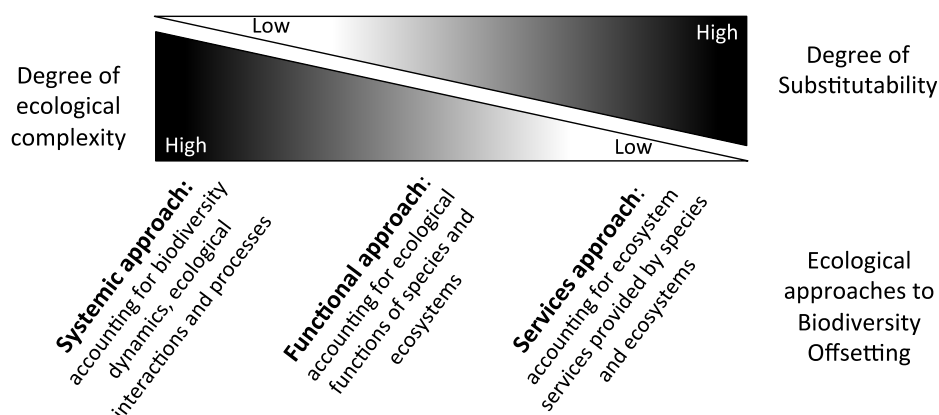 Low
High
Degree of
Substitutability
Degree of
ecological
complexity
High
Low
Systemic approach:
accounting for biodiversity
dynamics, ecological
interactions and processes
Functional approach:
accounting for ecological
functions of species and
ecosystems
Services approach:
accounting for ecosystem
services provided by species
and ecosystems
Ecological
approaches to
Biodiversity
Offsetting